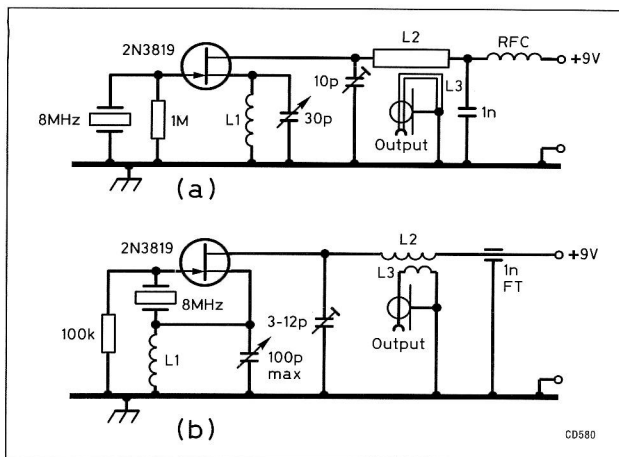 2N3819
8MHz
1M
L1
30p
10p
L2
L3
Output
1n
RFC
+9V
(a)
2N3819
100k
8MHz
L1
100p
max
3-12p
L2
L3
Output
1n
FT
+9V
(b)
CD580